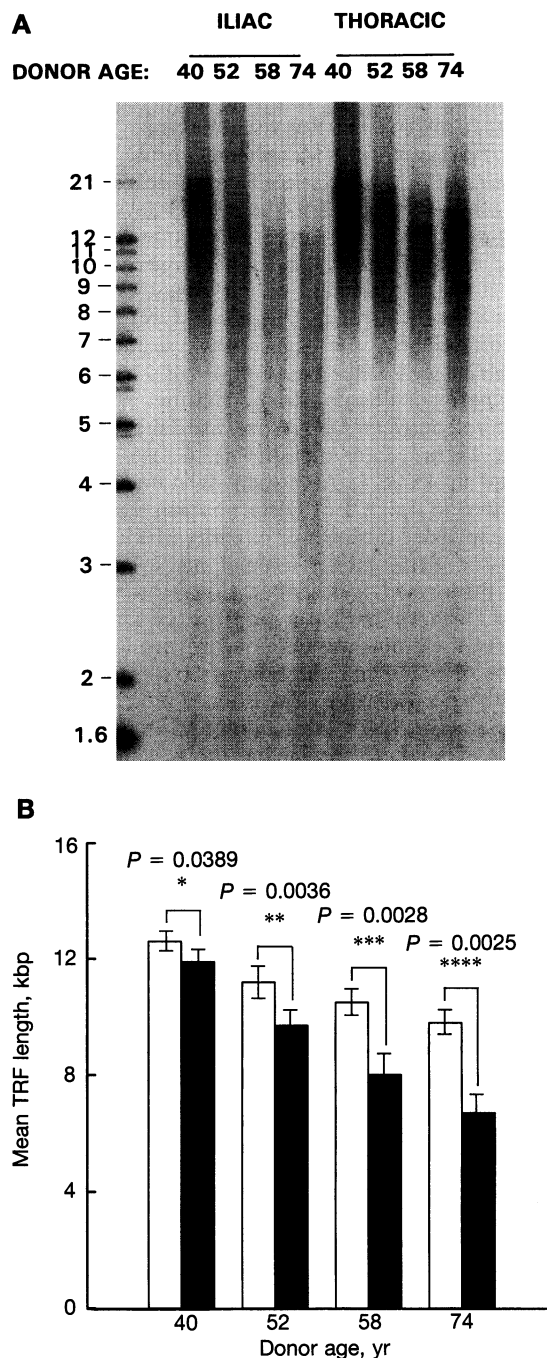 A
ILIAC THORACIC
DONOR AGE: 40 52 58 74 40 52 58 74
21
12
11
10
9
8
7
6
5
4
3
2
1.6
B
16
P = 0.0389
*
P = 0.0036
**
P = 0.0028
***
P = 0.0025
****
12
8
4
0
Mean TRF length, kbp
40 52 58 74
Donor age, yr